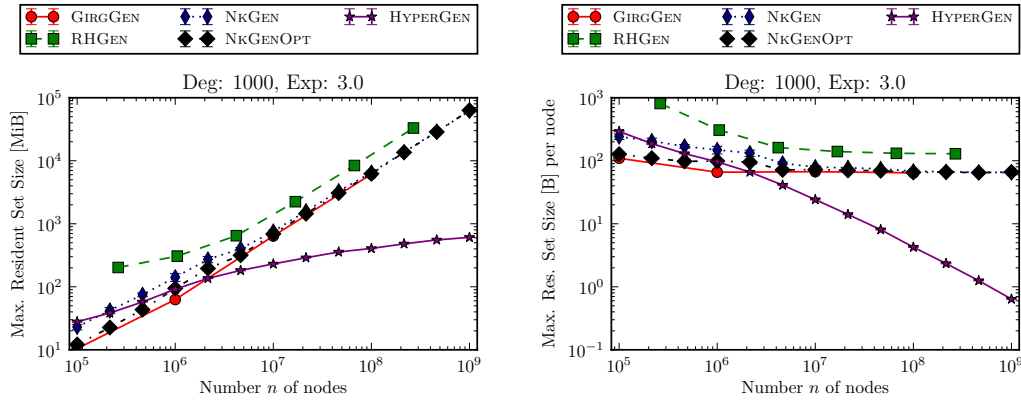 GIRGGEN NKGEN HYPERGEN
RHGEN NKGENOPT
Deg: 1000, Exp: 3.0
Max. Resident Set Size [MiB]
10^5
10^4
10^3
10^2
10^1
10^5 10^6 10^7 10^8 10^9
Number n of nodes
GIRGGEN NKGEN HYPERGEN
RHGEN NKGENOPT
Deg: 1000, Exp: 3.0
Max. Res. Set Size [B] per node
10^3
10^2
10^1
10^0
10^−1
10^5 10^6 10^7 10^8 10^9
Number n of nodes